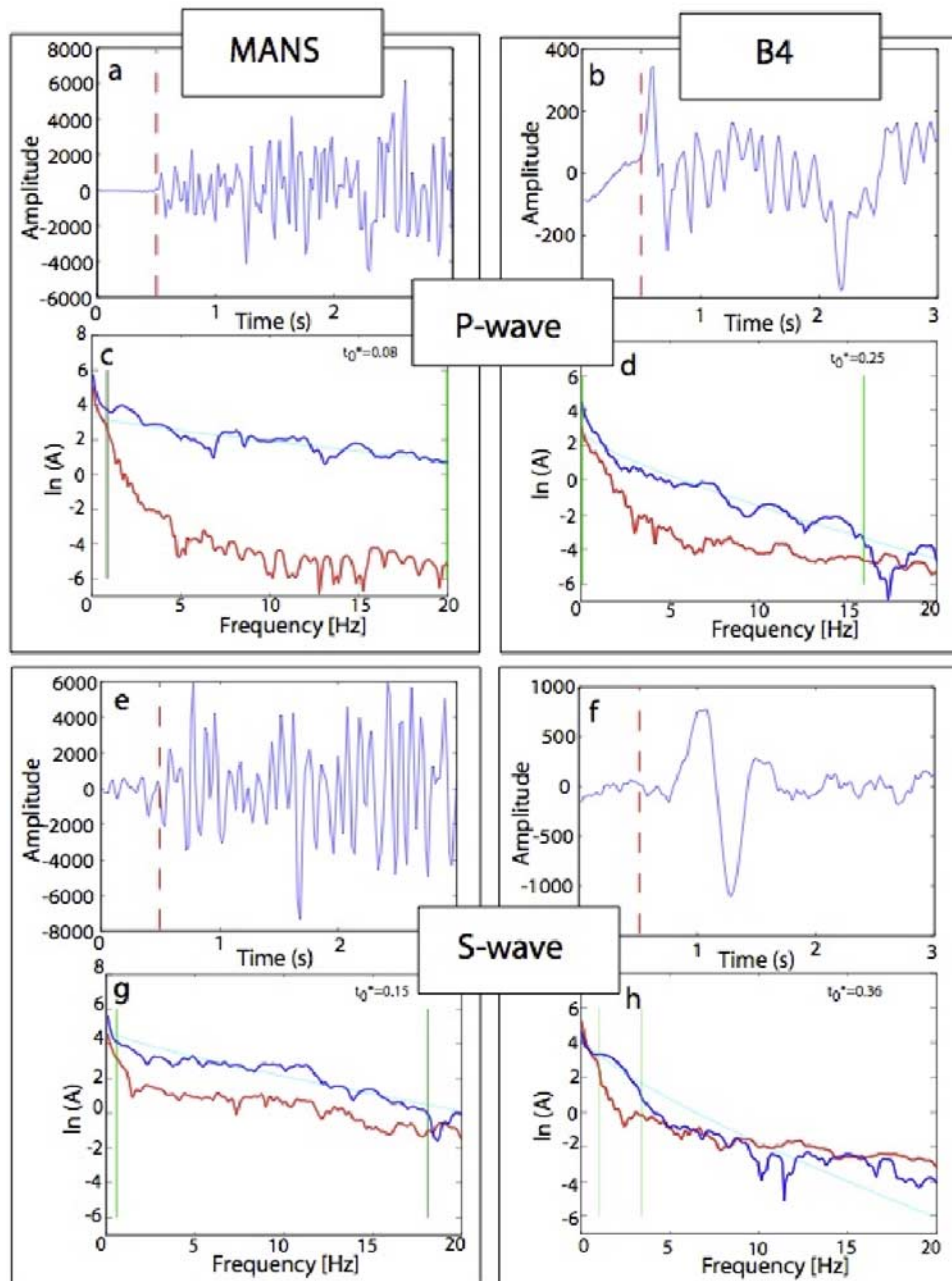 MANS
B4
a
8000
6000
4000
2000
0
-2000
-4000
-6000
Amplitude
0 1 2
Time (s)
b
400
200
0
-200
Amplitude
1 2 3
Time (s)
P-wave
c
t0*=0.08
8
6
4
2
0
-2
-4
-6
ln (A)
0 5 10 15 20
Frequency [Hz]
d
t0*=0.25
6
4
2
0
-2
-4
-6
ln (A)
0 5 10 15 20
Frequency [Hz]
e
6000
4000
2000
0
-2000
-4000
-6000
-8000
Amplitude
0 1 2
Time (s)
f
1000
500
0
-500
-1000
Amplitude
1 2 3
Time (s)
S-wave
g
t0*=0.15
8
6
4
2
0
-2
-4
-6
ln (A)
0 5 10 15 20
Frequency [Hz]
h
t0*=0.36
6
4
2
0
-2
-4
-6
ln (A)
0 5 10 15 20
Frequency [Hz]